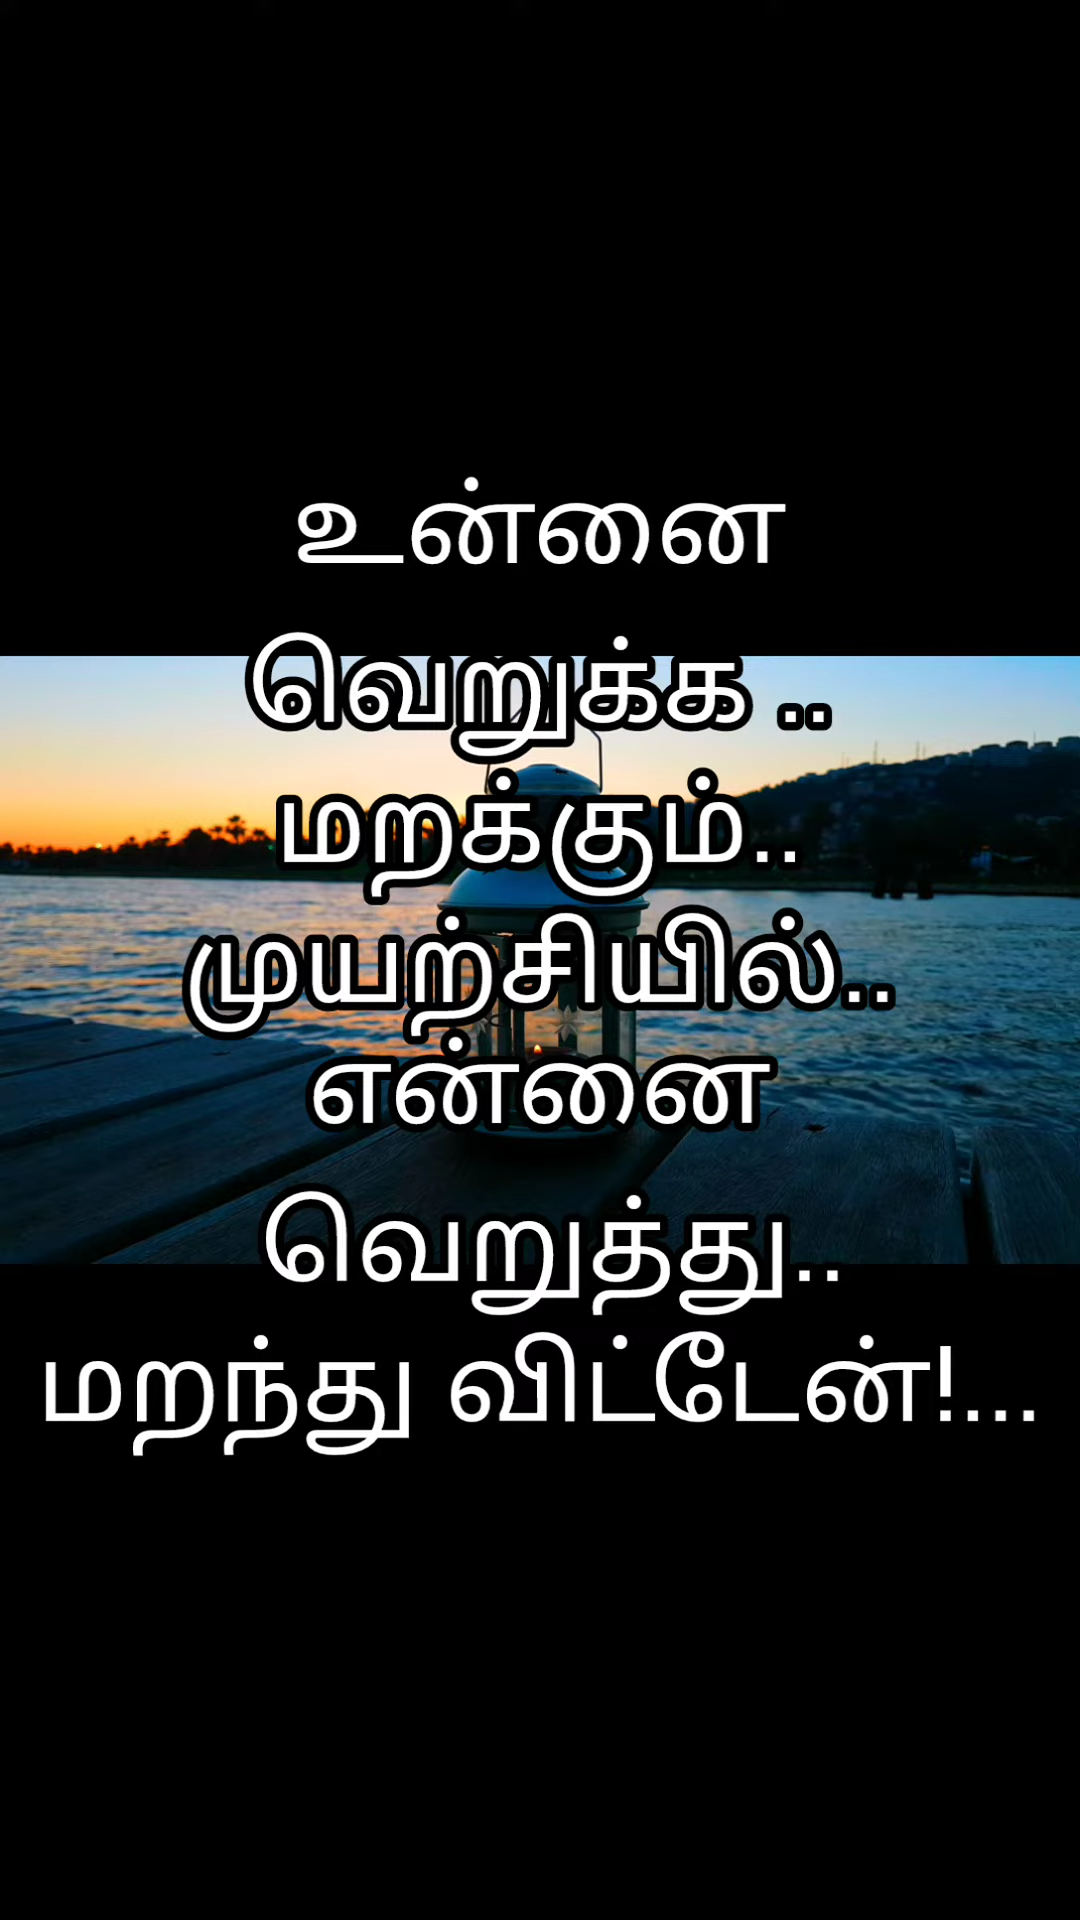 உன்னை
வெறுக்க ..
மறக்கும்..
முயற்சியில்..
என்னை
வெறுத்து..
மறந்து விட்டேன்!...